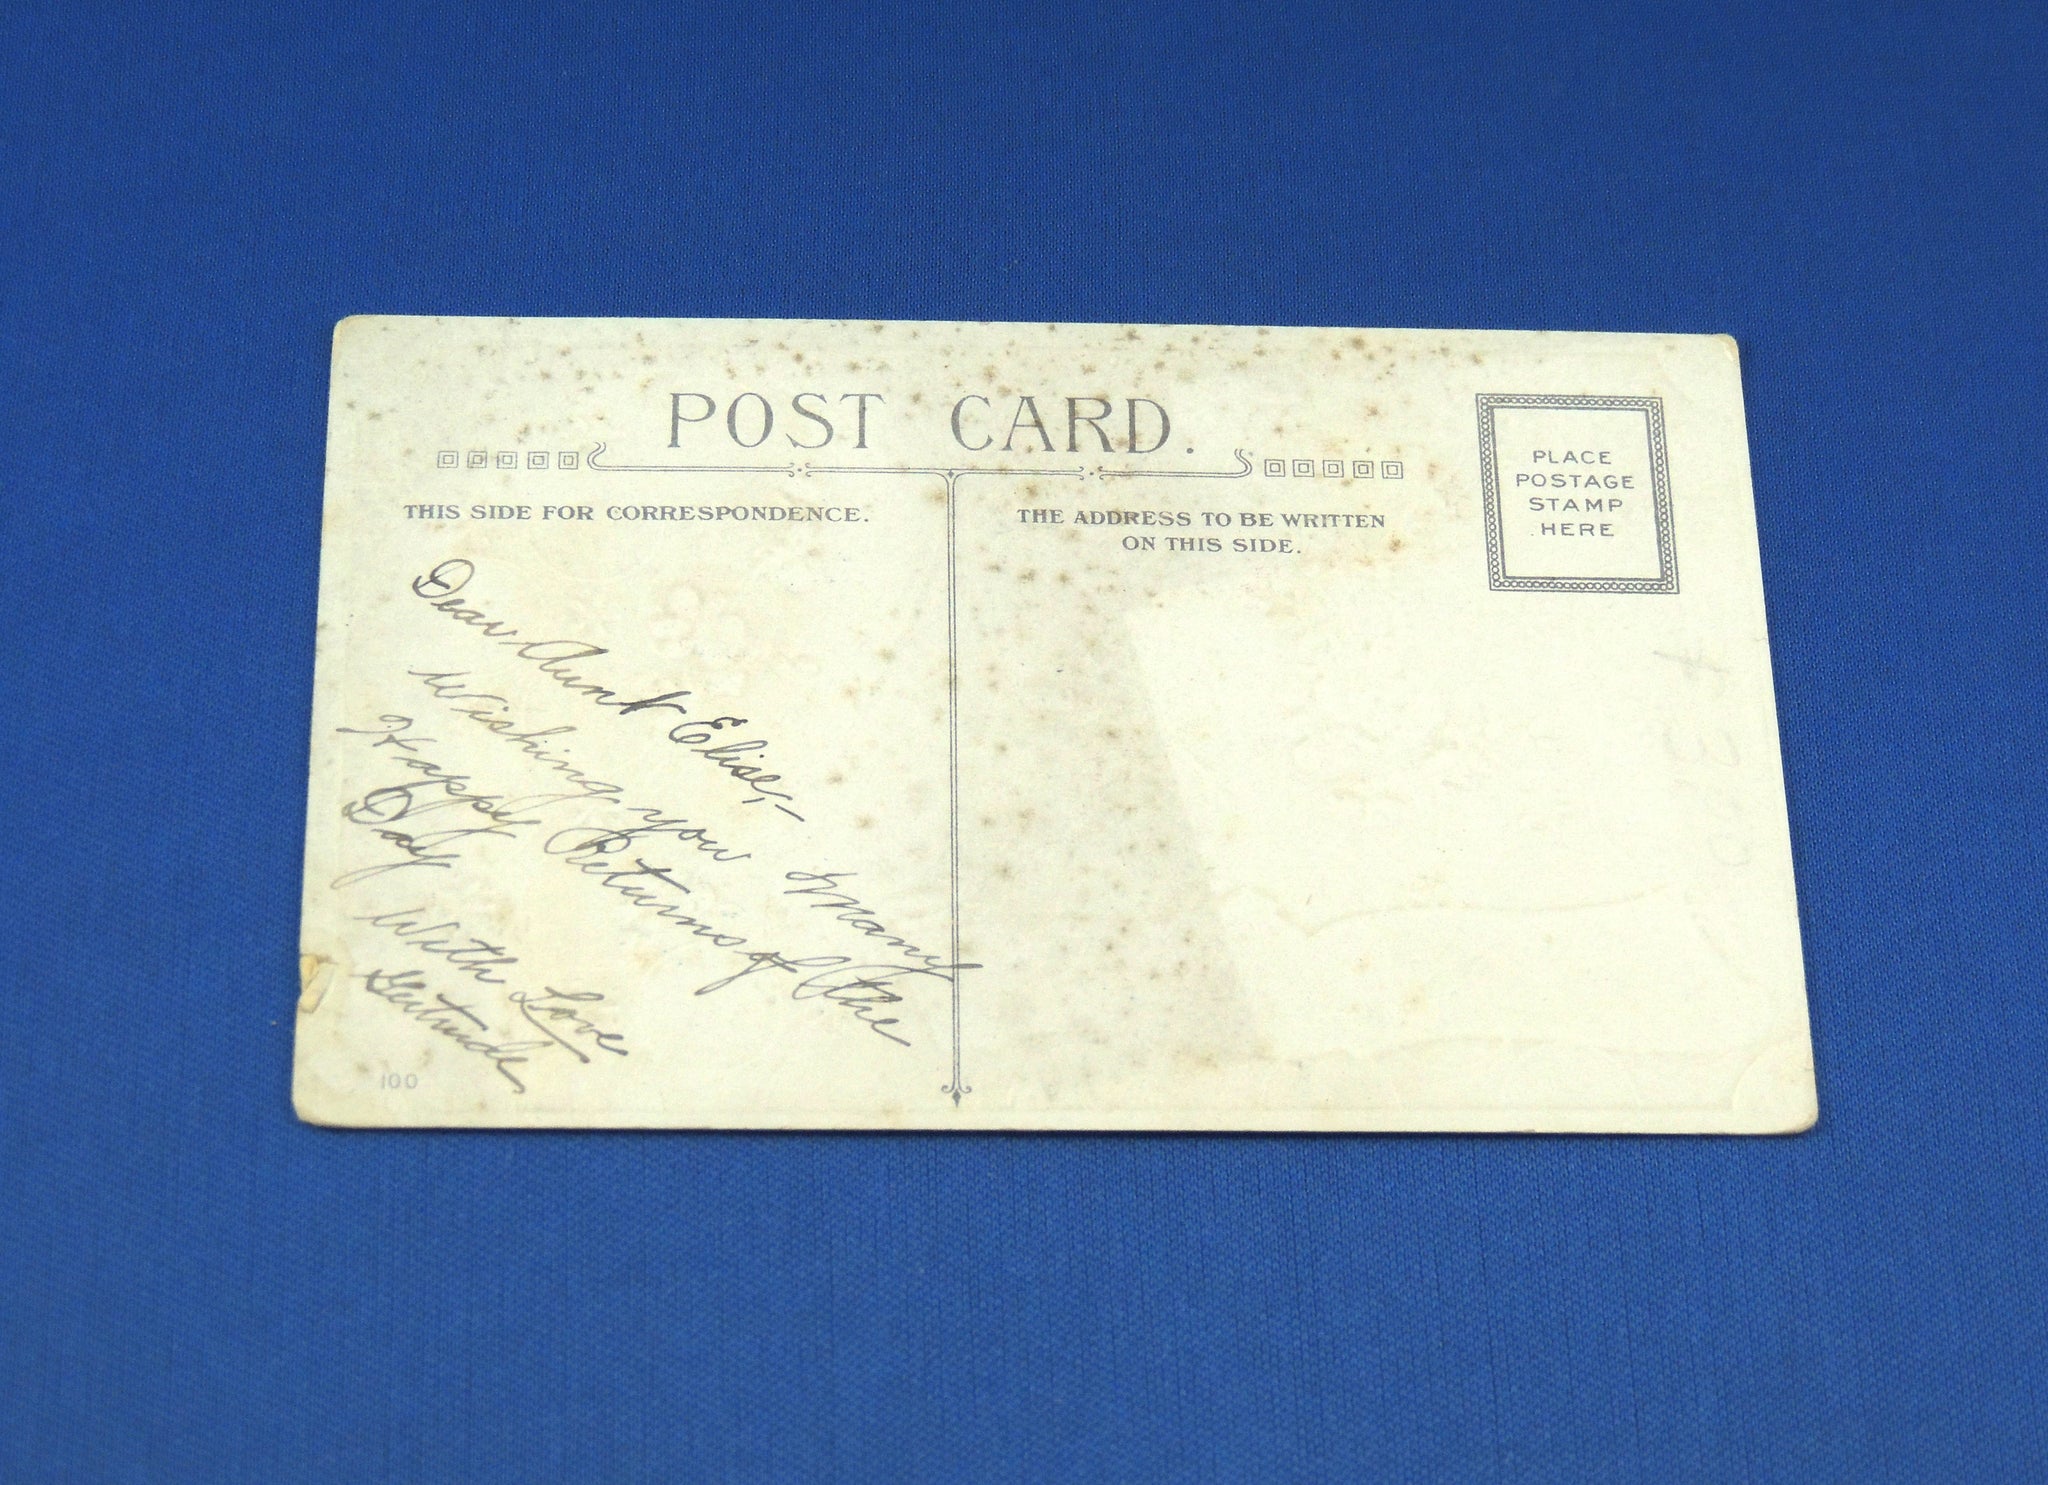 POST CARD.
THIS SIDE FOR CORRESPONDENCE.
THE ADDRESS TO BE WRITTEN
ON THIS SIDE.
PLACE
POSTAGE
STAMP
HERE
Dear Aunt Elise,-
Wishing you Many
Happy Returns of the
Day
With Love
Gertrude
100